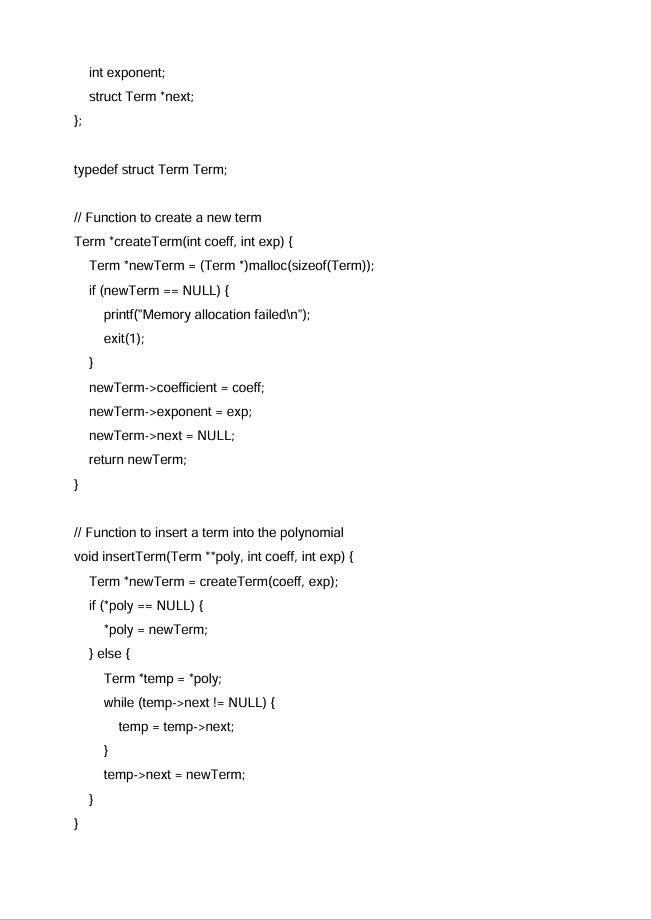 int exponent;
struct Term *next;
};
typedef struct Term Term;
// Function to create a new term
Term *createTerm(int coeff, int exp) {
Term *newTerm = (Term *)malloc(sizeof(Term));
if (newTerm == NULL) {
printf("Memory allocation failed\n");
exit(1);
}
newTerm->coefficient = coeff;
newTerm->exponent = exp;
newTerm->next = NULL;
return newTerm;
}
// Function to insert a term into the polynomial
void insertTerm(Term **poly, int coeff, int exp) {
Term *newTerm = createTerm(coeff, exp);
if (*poly == NULL) {
*poly = newTerm;
} else {
Term *temp = *poly;
while (temp->next != NULL) {
temp = temp->next;
}
temp->next = newTerm;
}
}